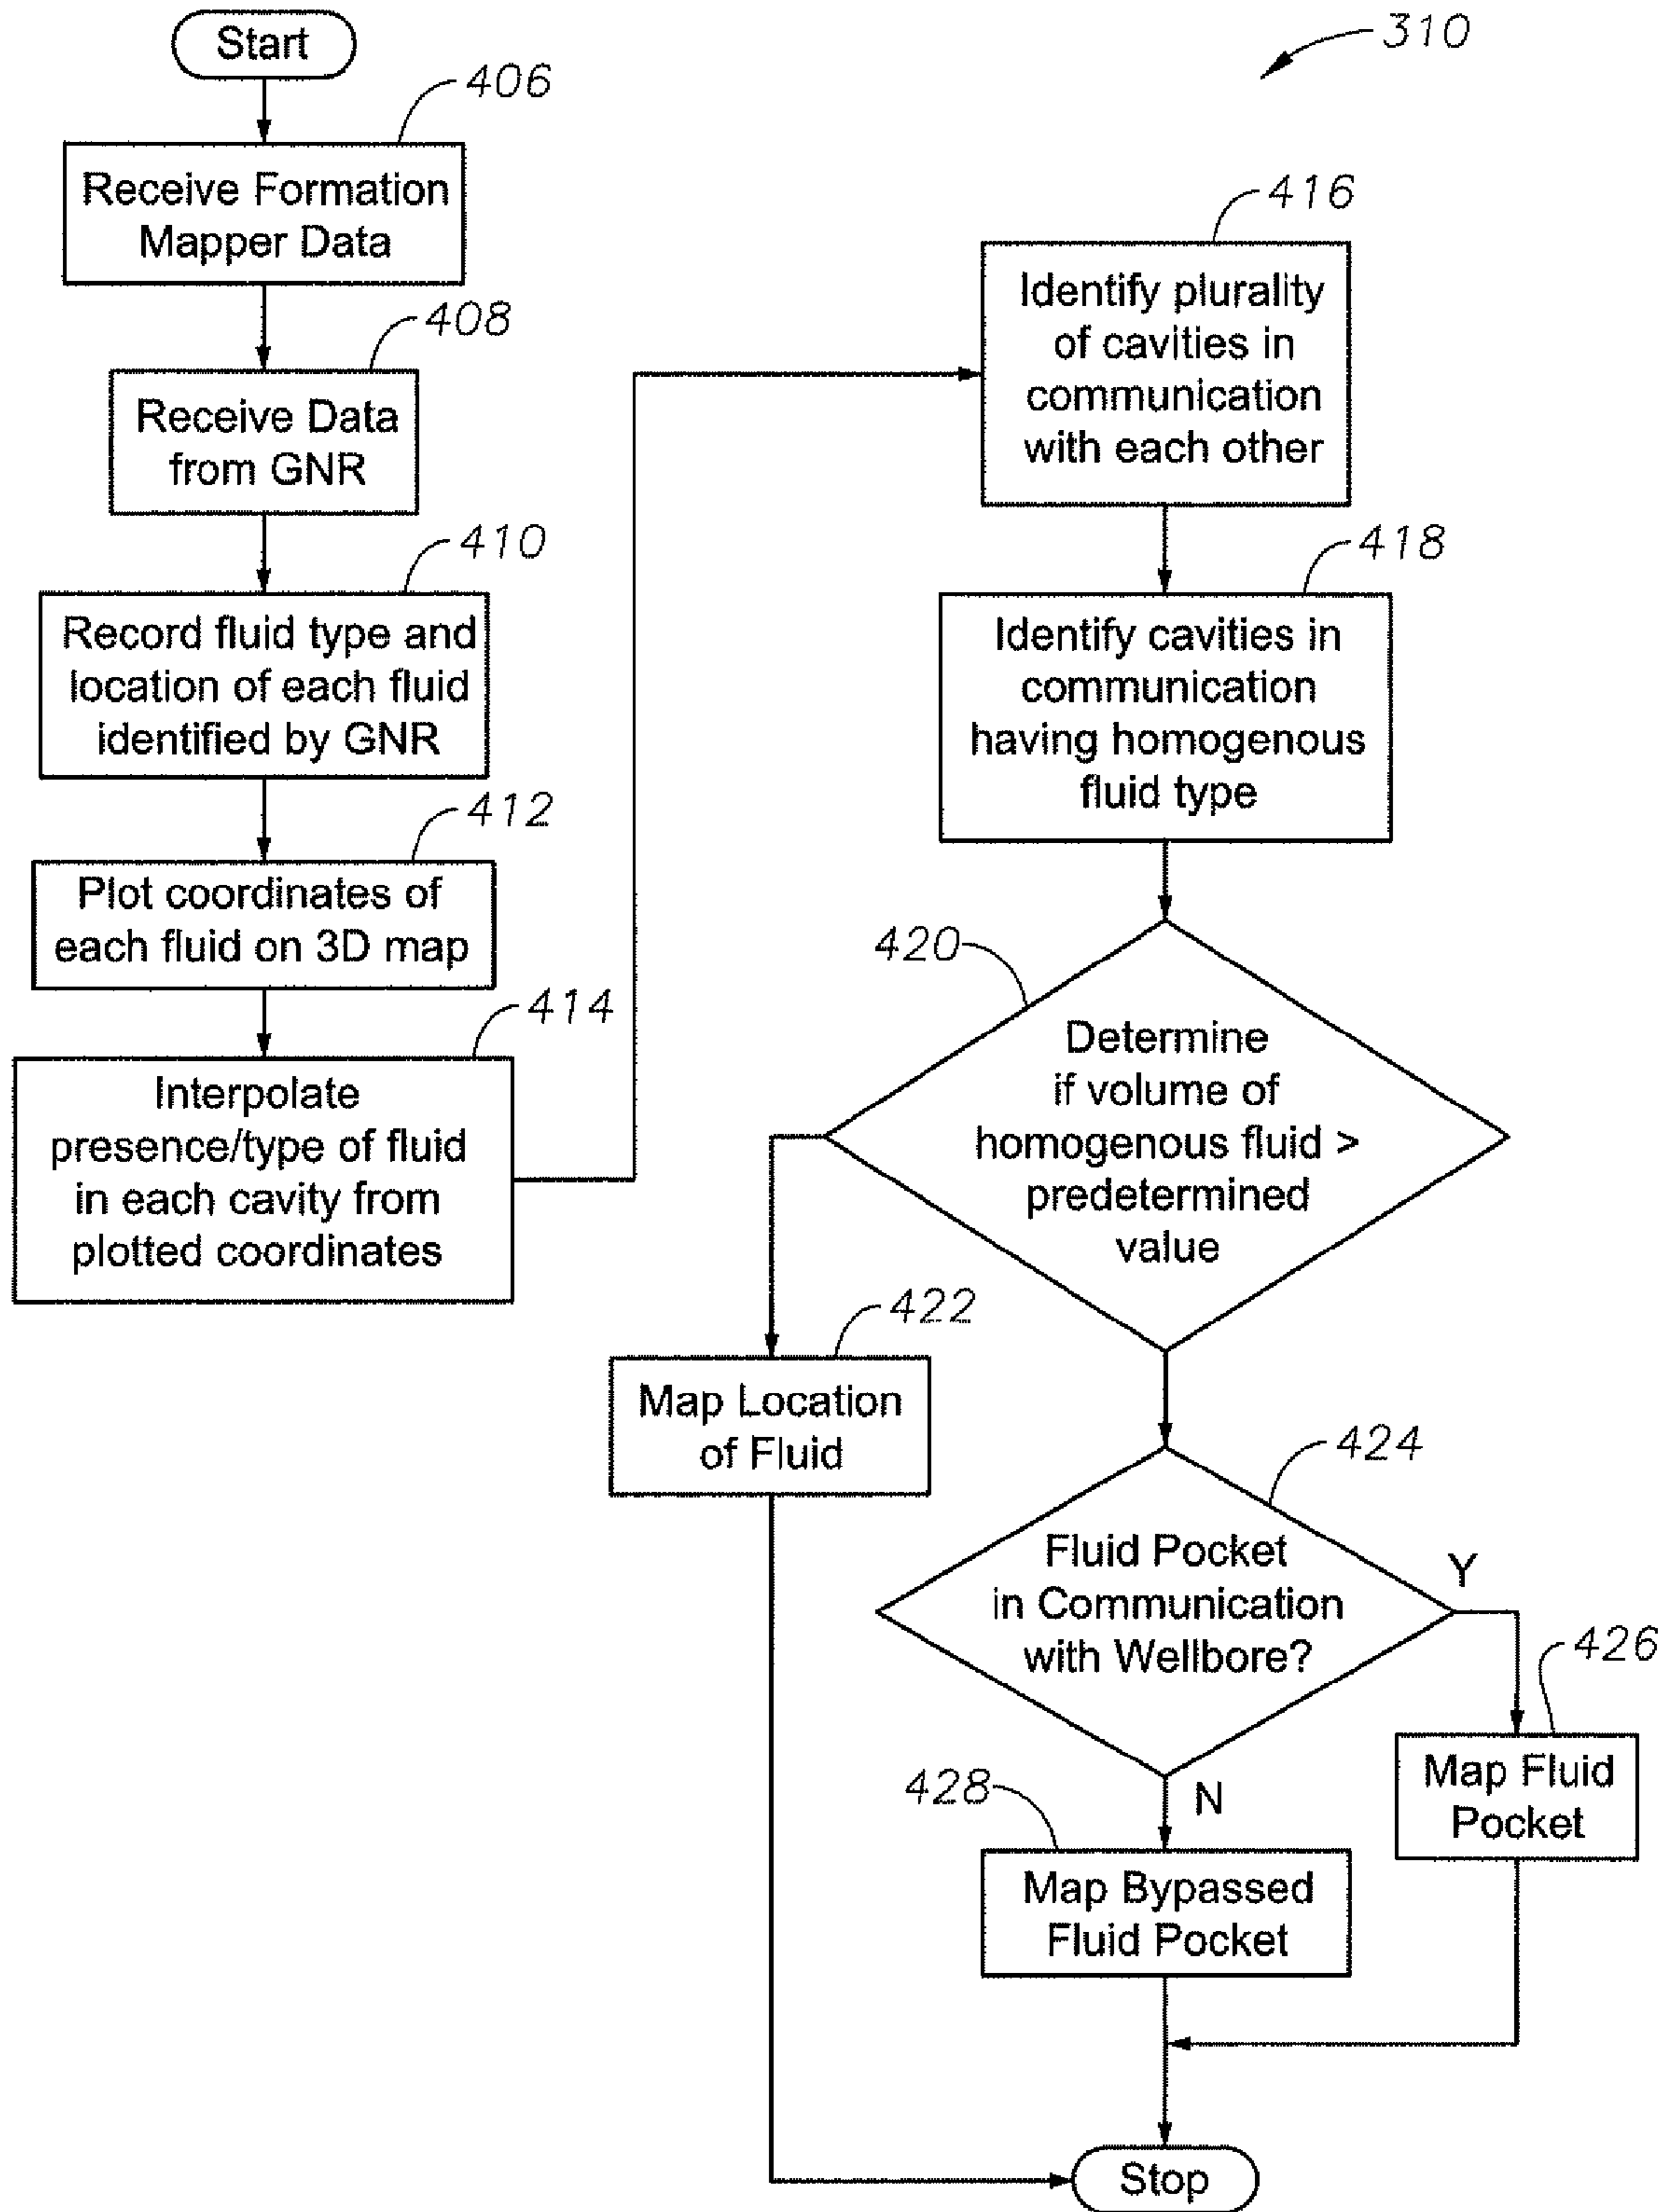 Start
310
406
Receive Formation
Mapper Data
408
Receive Data
from GNR
410
Record fluid type and
location of each fluid
identified by GNR
412
Plot coordinates of
each fluid on 3D map
414
Interpolate
presence/type of fluid
in each cavity from
plotted coordinates
416
Identify plurality
of cavities in
communication
with each other
418
Identify cavities in
communication
having homogenous
fluid type
420
Determine
if volume of
homogenous fluid >
predetermined
value
422
Map Location
of Fluid
424
Fluid Pocket
in Communication
with Wellbore?
Y
426
Map Fluid
Pocket
N
428
Map Bypassed
Fluid Pocket
Stop